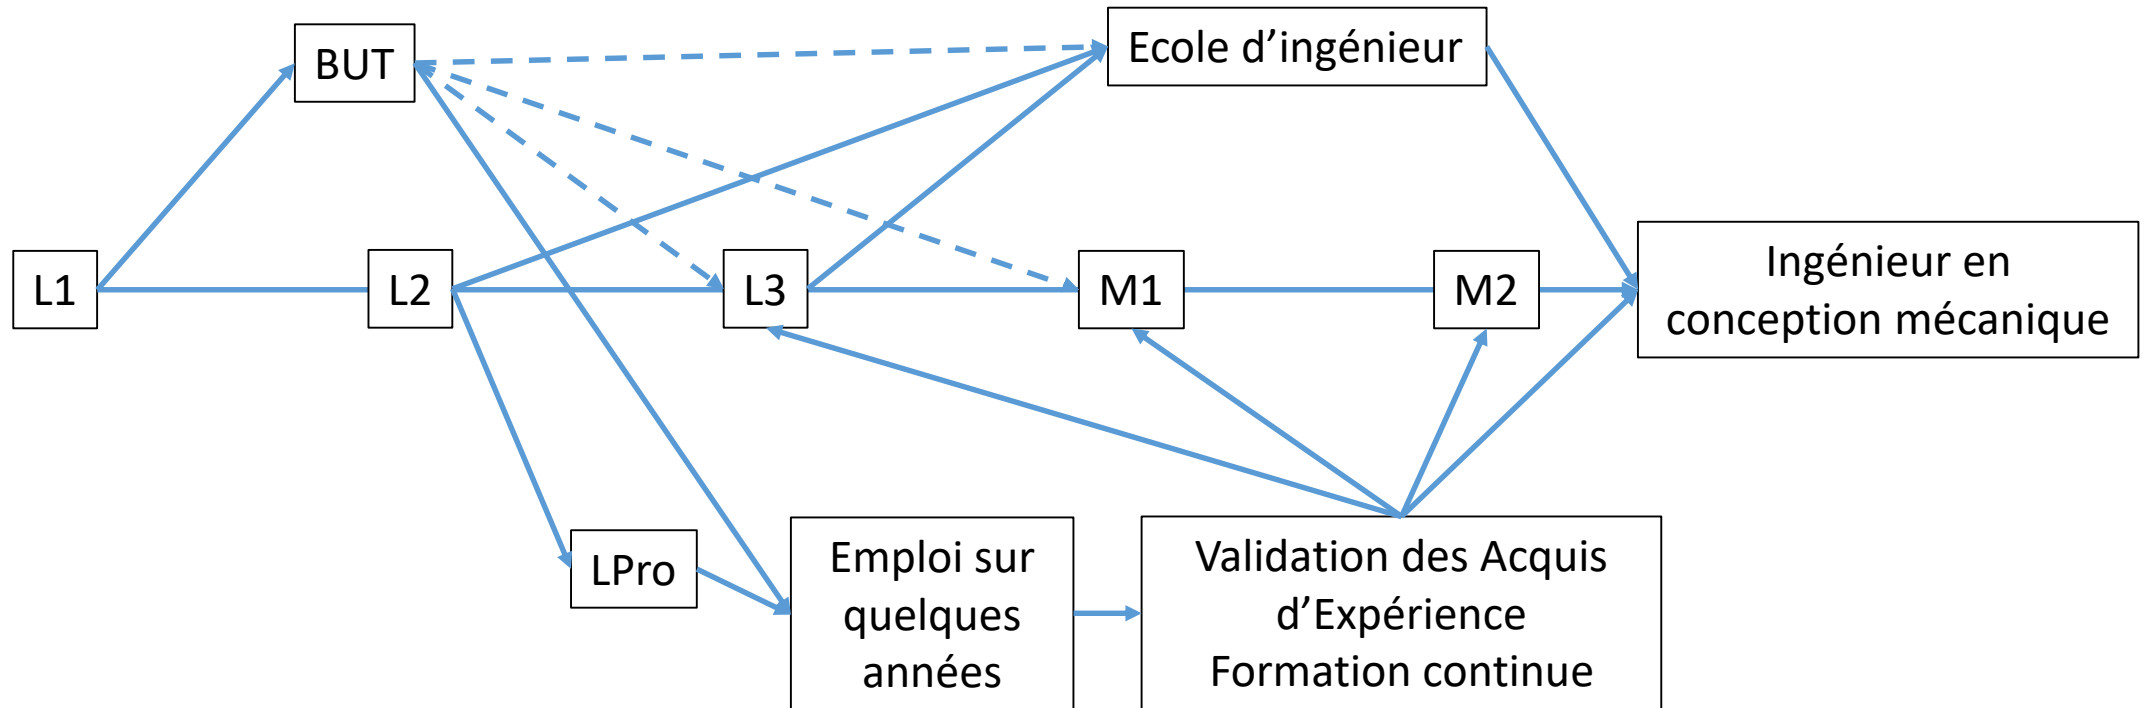 BUT
Ecole d’ingénieur
L1
L2
L3
M1
M2
Ingénieur en
conception mécanique
LPro
Emploi sur
quelques
années
Validation des Acquis
d’Expérience
Formation continue